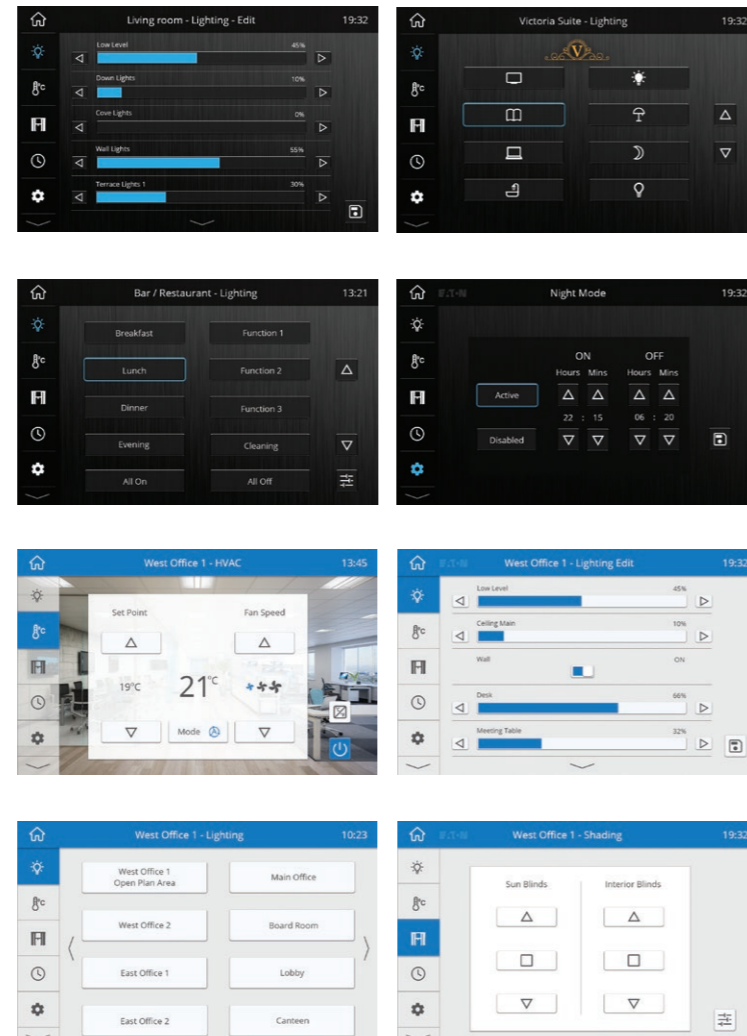 Living room - Lighting - Edit 19:32
Low Level 45%
°C
Down Lights 10%
Cove Lights 0%
Wall Lights 55%
Terrace Lights 1 30%
Victoria Suite - Lighting 19:32
V
°C
Bar / Restaurant - Lighting 13:21
Breakfast Function 1
°C
Lunch Function 2
Dinner Function 3
Evening Cleaning
All On All Off
EATON Night Mode 19:32
°C
ON OFF
Hours Mins Hours Mins
Active
22 : 15 06 : 20
Disabled
West Office 1 - HVAC 13:45
Set Point Fan Speed
°C
19°C 21°C
Mode A
EATON West Office 1 - Lighting Edit 19:32
Low Level 45%
°C
Ceiling Main 10%
Wall ON
Desk 66%
Meeting Table 32%
West Office 1 - Lighting 10:23
West Office 1
Open Plan Area
Main Office
°C
West Office 2 Board Room
East Office 1 Lobby
East Office 2 Canteen
EATON West Office 1 - Shading 19:32
Sun Blinds Interior Blinds
°C